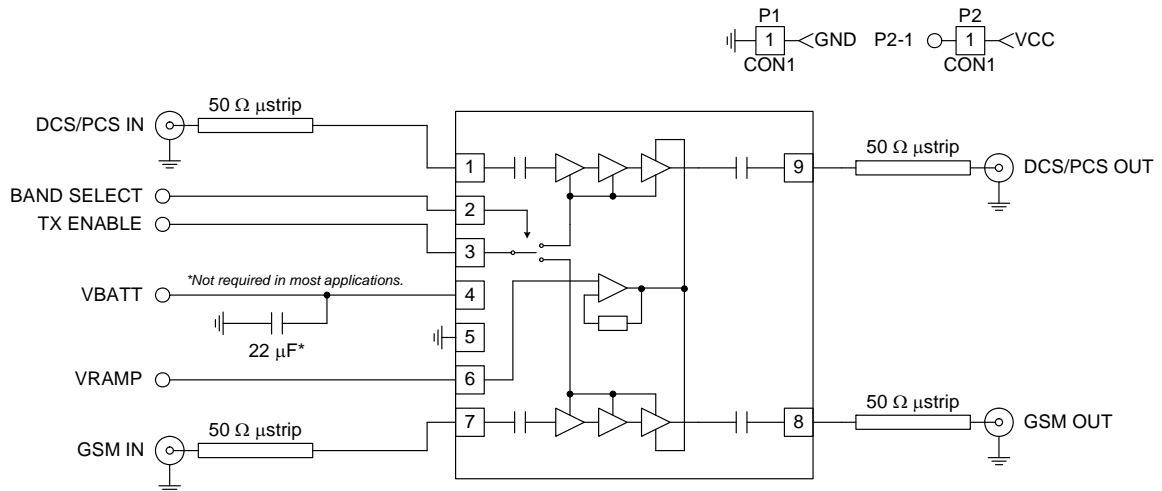 P1
P2
1
GND
P2-1
1
VCC
CON1
CON1
50 Ω μstrip
DCS/PCS IN
50 Ω μstrip
1
9
DCS/PCS OUT
BAND SELECT
2
TX ENABLE
3
*Not required in most applications.
VBATT
4
5
22 μF*
VRAMP
6
50 Ω μstrip
50 Ω μstrip
7
8
GSM OUT
GSM IN